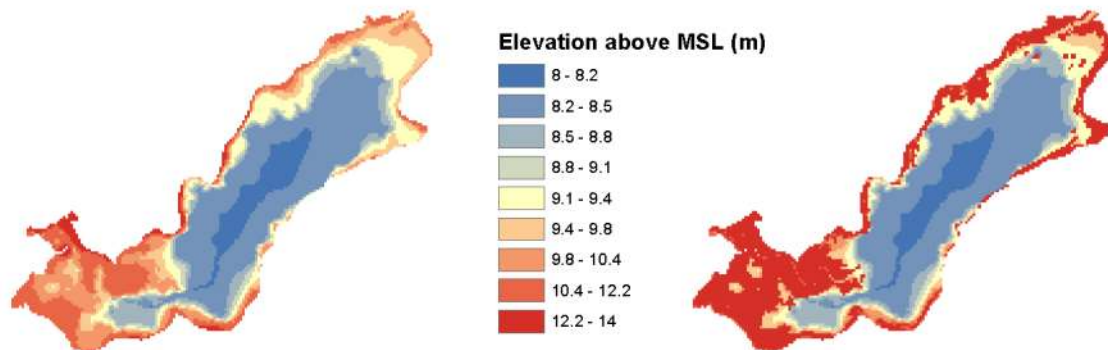 Elevation above MSL (m)
8 - 8.2
8.2 - 8.5
8.5 - 8.8
8.8 - 9.1
9.1 - 9.4
9.4 - 9.8
9.8 - 10.4
10.4 - 12.2
12.2 - 14